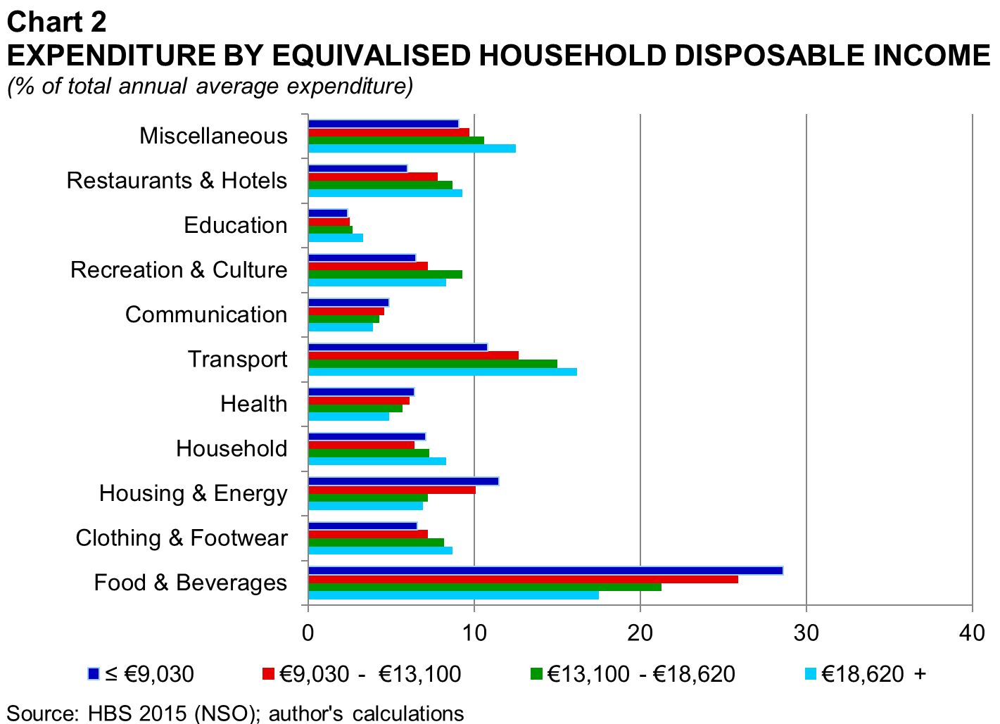 Chart 2
EXPENDITURE BY EQUIVALISED HOUSEHOLD DISPOSABLE INCOME
(% of total annual average expenditure)
Miscellaneous
Restaurants & Hotels
Education
Recreation & Culture
Communication
Transport
Health
Household
Housing & Energy
Clothing & Footwear
Food & Beverages
0 10 20 30 40
≤ €9,030 €9,030 - €13,100 €13,100 - €18,620 €18,620 +
Source: HBS 2015 (NSO); author's calculations